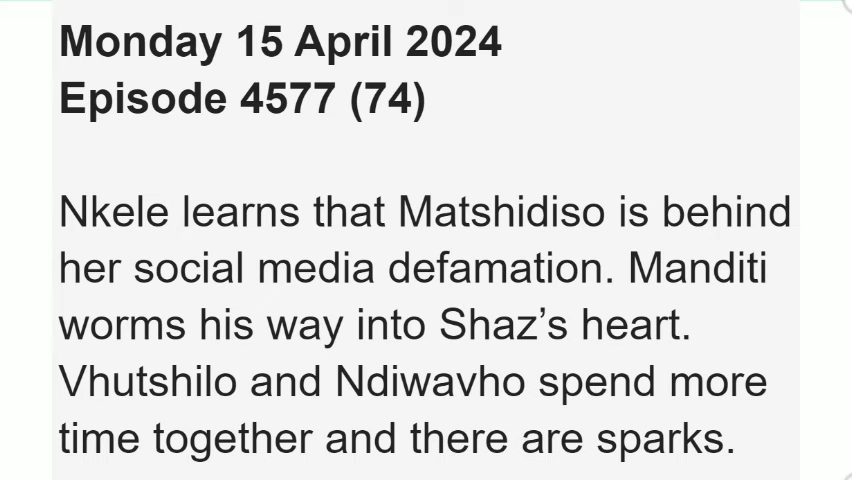 Monday 15 April 2024
Episode 4577 (74)
Nkele learns that Matshidiso is behind
her social media defamation. Manditi
worms his way into Shaz’s heart.
Vhutshilo and Ndiwavho spend more
time together and there are sparks.